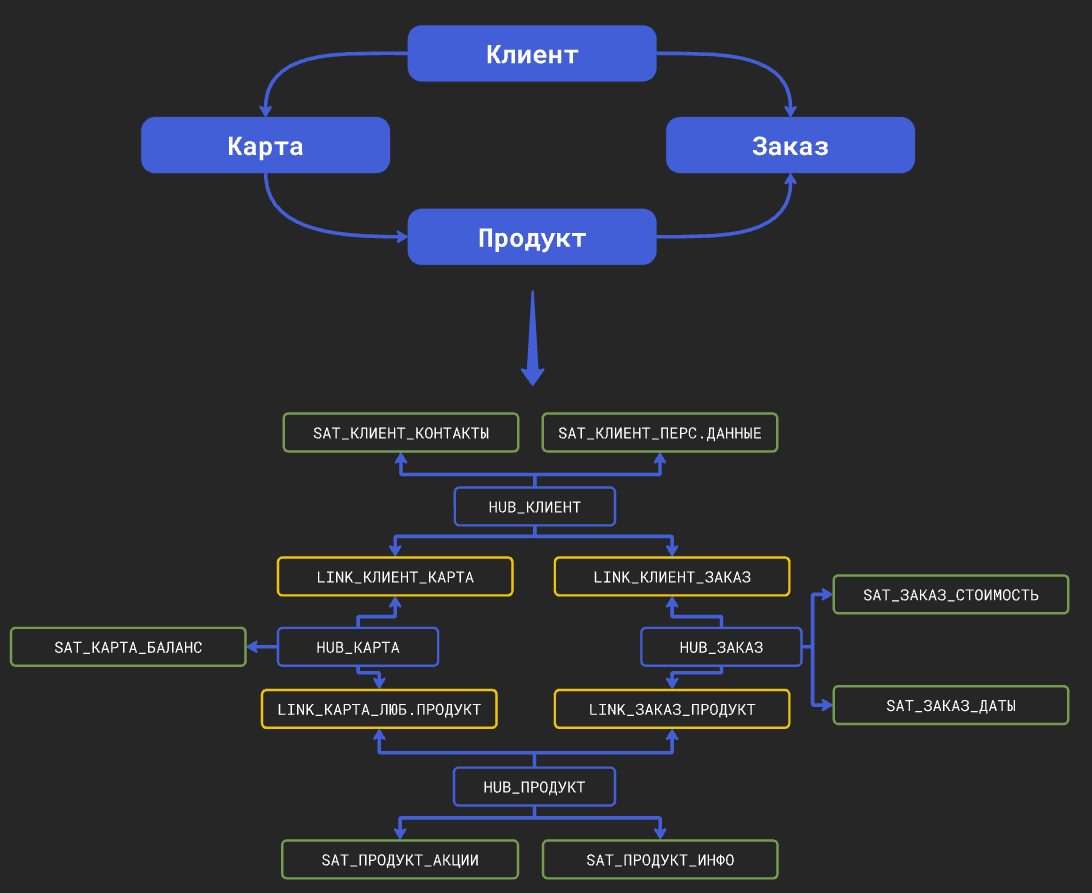 Клиент
Карта
Заказ
Продукт
SAT_КЛИЕНТ_КОНТАКТЫ
SAT_КЛИЕНТ_ПЕРС.ДАННЫЕ
HUB_КЛИЕНТ
LINK_КЛИЕНТ_КАРТА
LINK_КЛИЕНТ_ЗАКАЗ
SAT_ЗАКАЗ_СТОИМОСТЬ
SAT_КАРТА_БАЛАНС
HUB_КАРТА
HUB_ЗАКАЗ
LINK_КАРТА_ЛЮБ.ПРОДУКТ
LINK_ЗАКАЗ_ПРОДУКТ
SAT_ЗАКАЗ_ДАТЫ
HUB_ПРОДУКТ
SAT_ПРОДУКТ_АКЦИИ
SAT_ПРОДУКТ_ИНФО